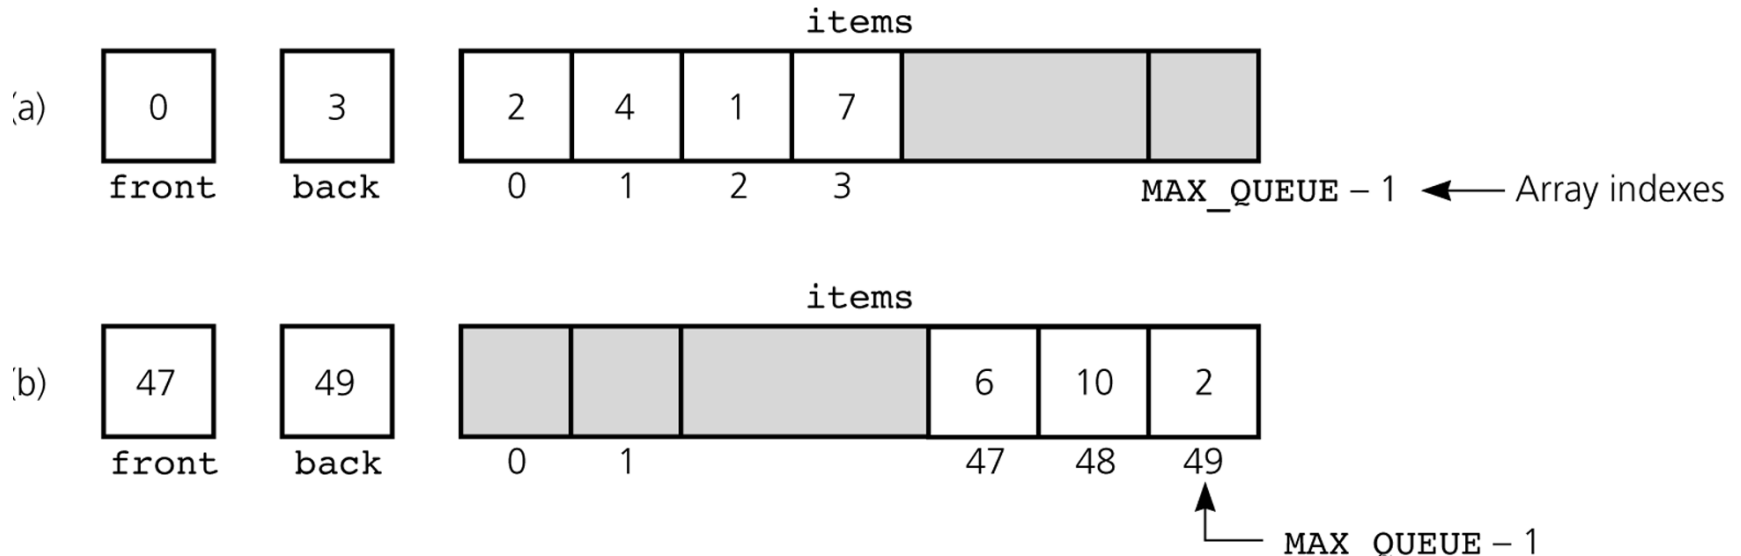 items
(a) 0 3 2 4 1 7
front back 0 1 2 3 MAX_QUEUE – 1 Array indexes
items
(b) 47 49 6 10 2
front back 0 1 47 48 49
MAX_QUEUE – 1